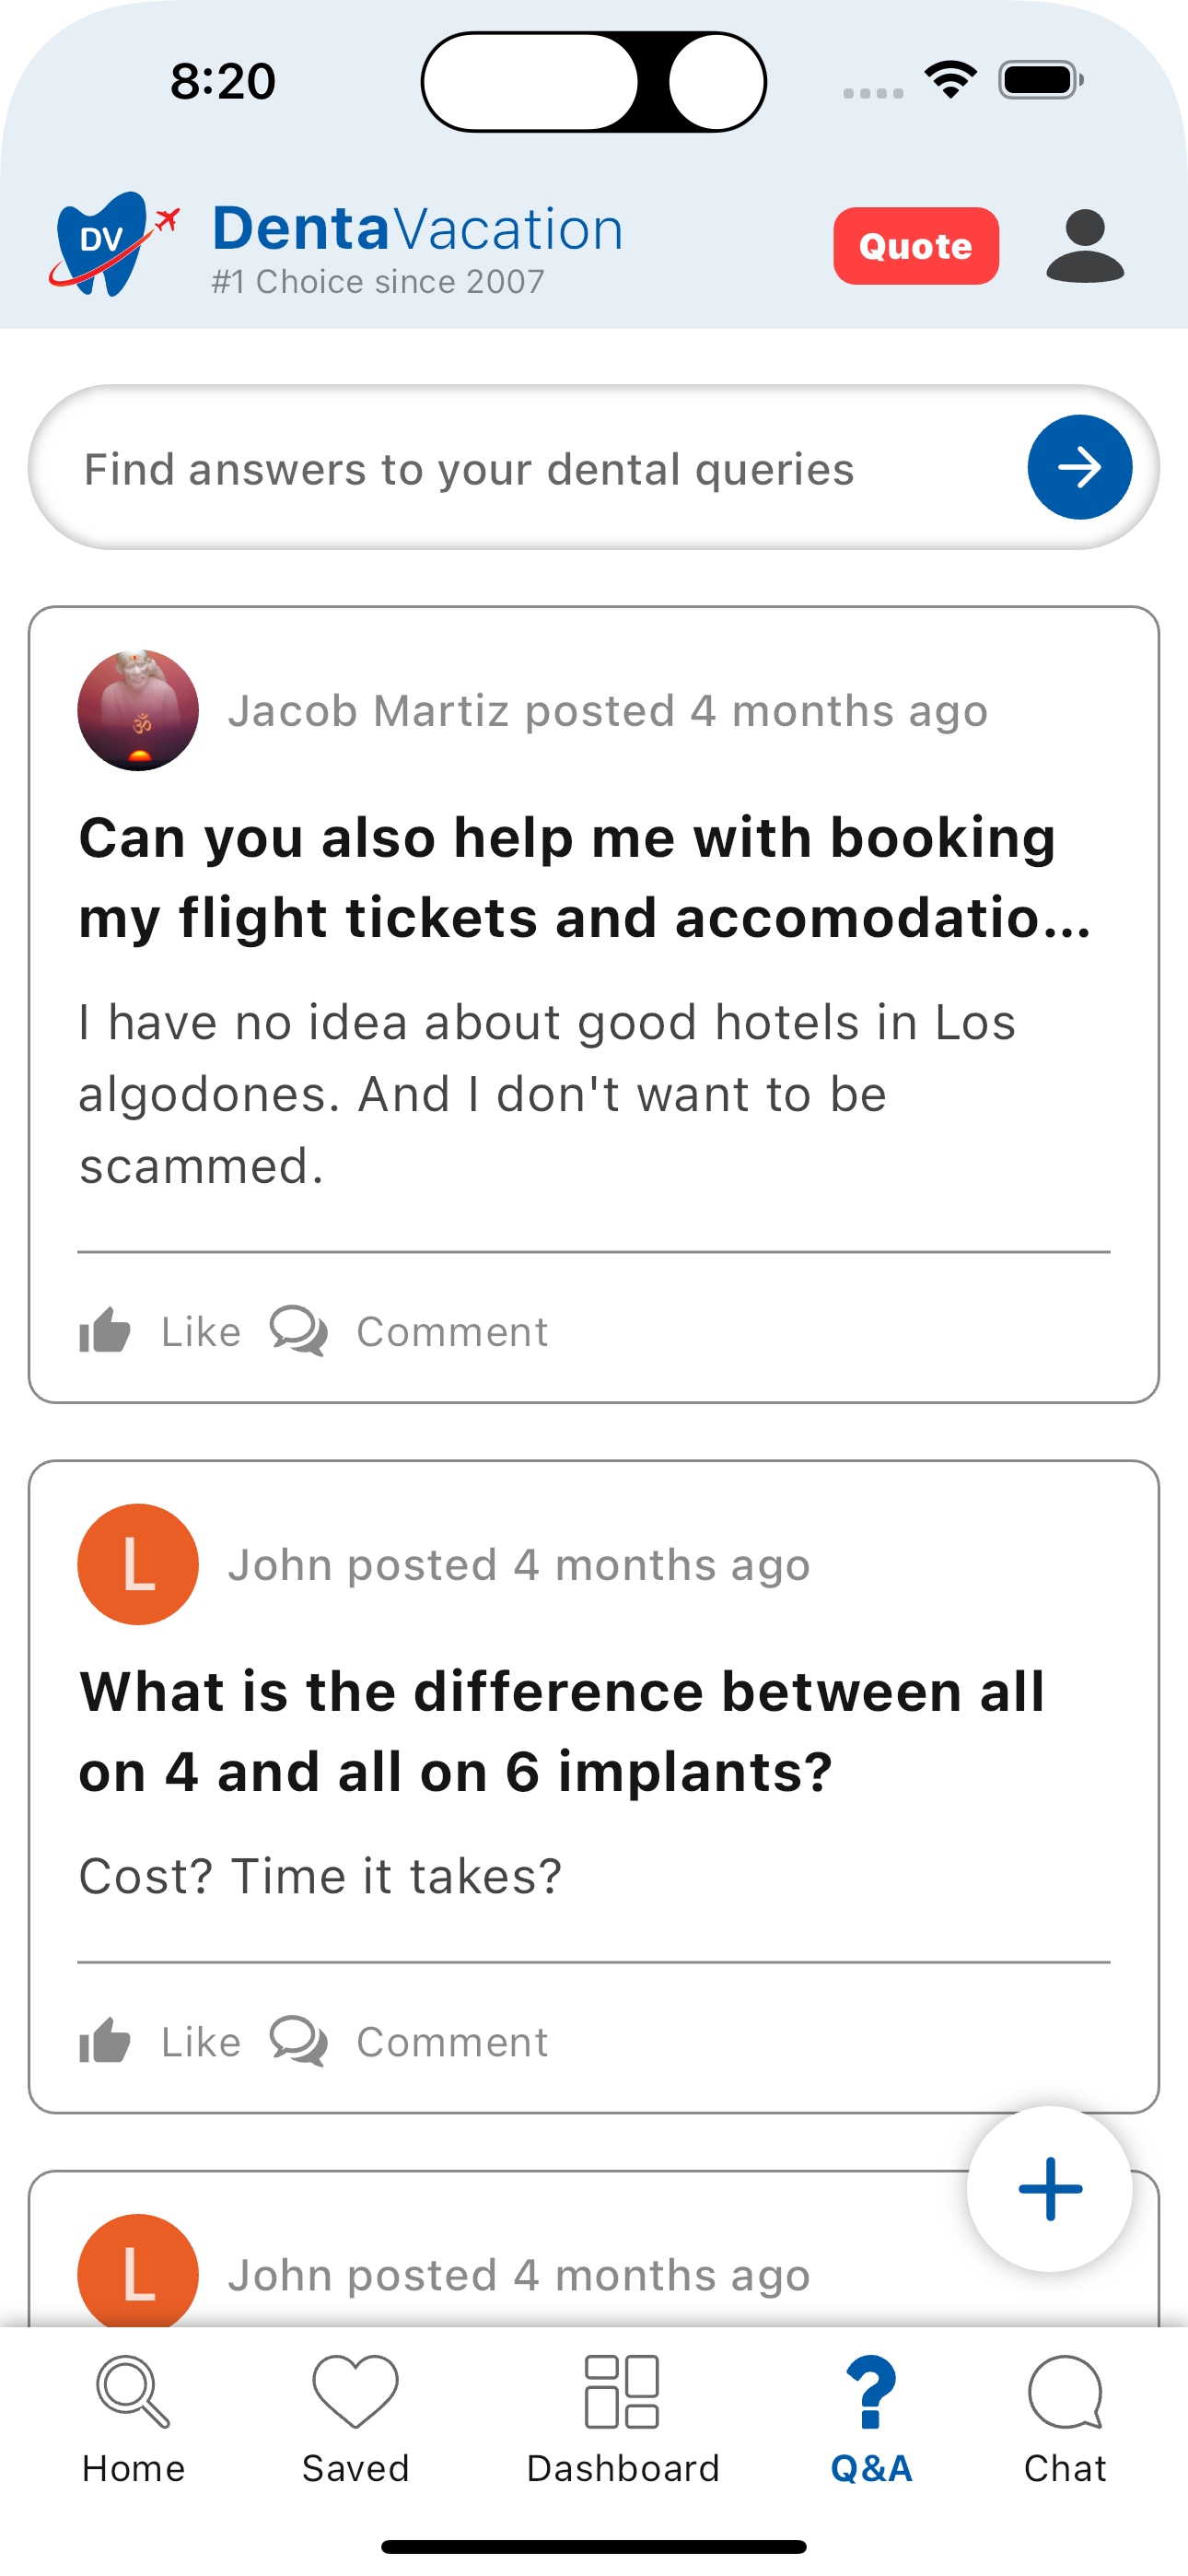 8:20
DV
DentaVacation
#1 Choice since 2007
Quote
Find answers to your dental queries
ॐ
Jacob Martiz posted 4 months ago
Can you also help me with booking
my flight tickets and accomodatio...
I have no idea about good hotels in Los
algodones. And I don't want to be
scammed.
Like Comment
L
John posted 4 months ago
What is the difference between all
on 4 and all on 6 implants?
Cost? Time it takes?
Like Comment
L
John posted 4 months ago
Home Saved Dashboard Q&A Chat